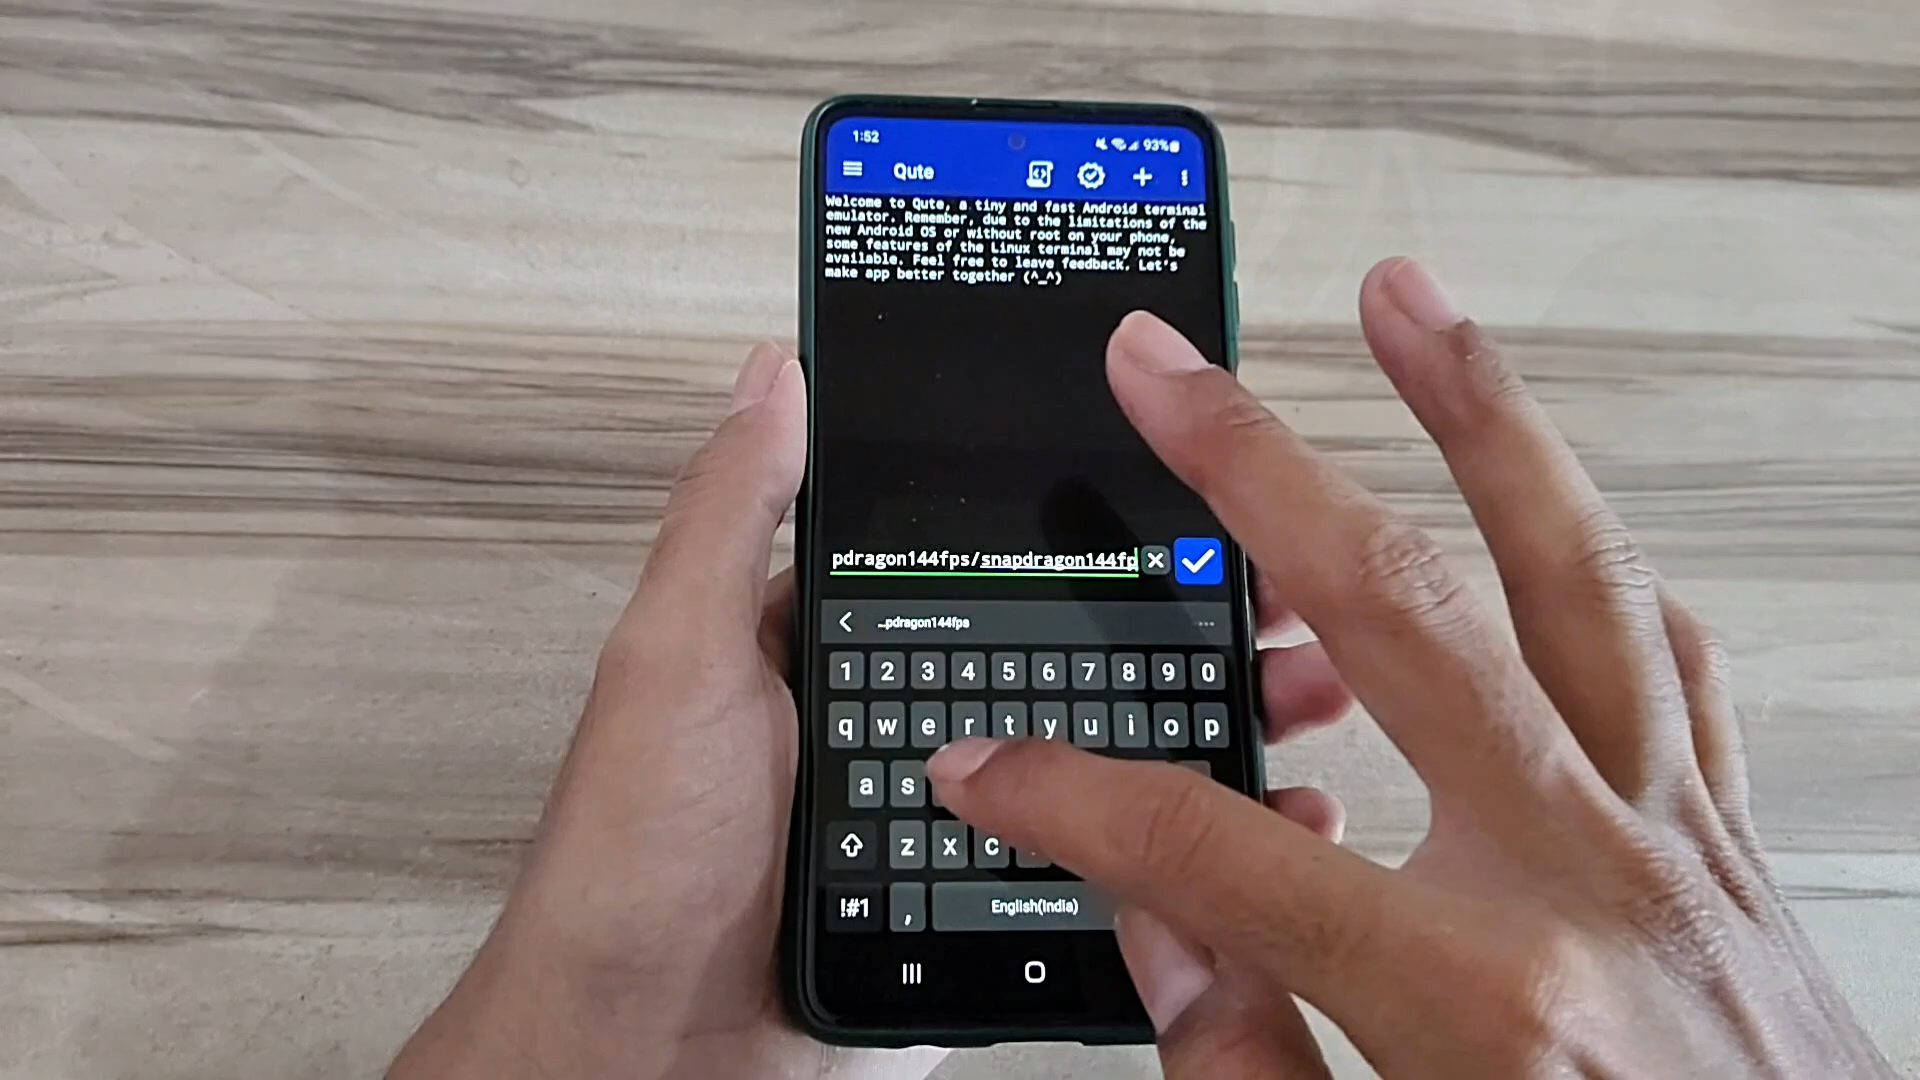 1:52
93%
Qute
Welcome to Qute, a tiny and fast Android terminal
emulator. Remember, due to the limitations of the
new Android OS or without root on your phone,
some features of the Linux terminal may not be
available. Feel free to leave feedback. Let's
make app better together (^_^)
pdragon144fps/snapdragon144fp
…pdragon144fps
1 2 3 4 5 6 7 8 9 0
q w e r t y u i o p
a s
z x c
!#1 , English(India)